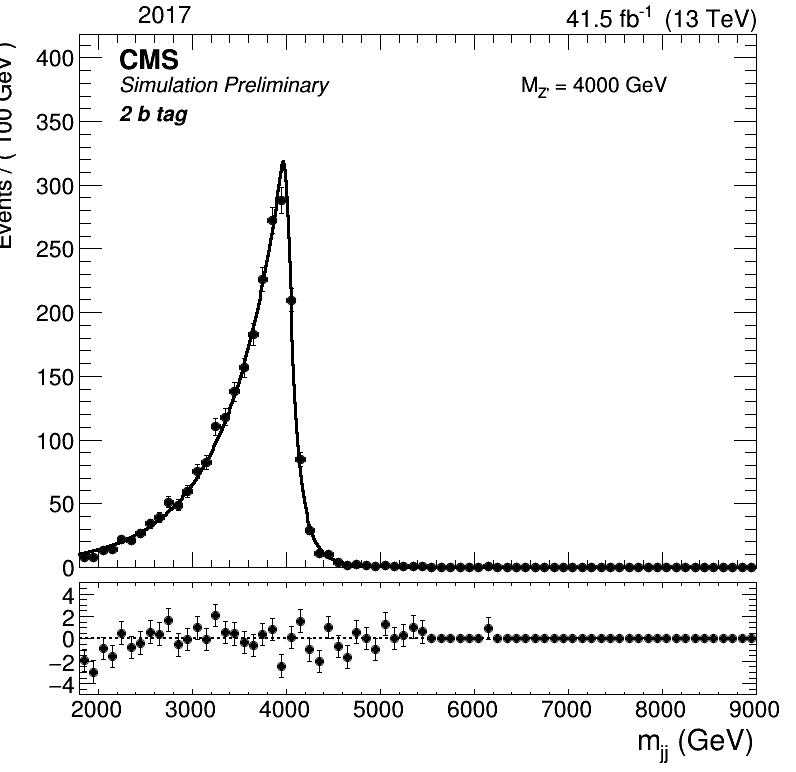 2017 41.5 fb⁻¹ (13 TeV)
CMS
Simulation Preliminary
2 b tag
M_Z' = 4000 GeV
Events / ( 100 GeV )
400
350
300
250
200
150
100
50
0
4
2
0
−2
−4
2000 3000 4000 5000 6000 7000 8000 9000
m_jj (GeV)